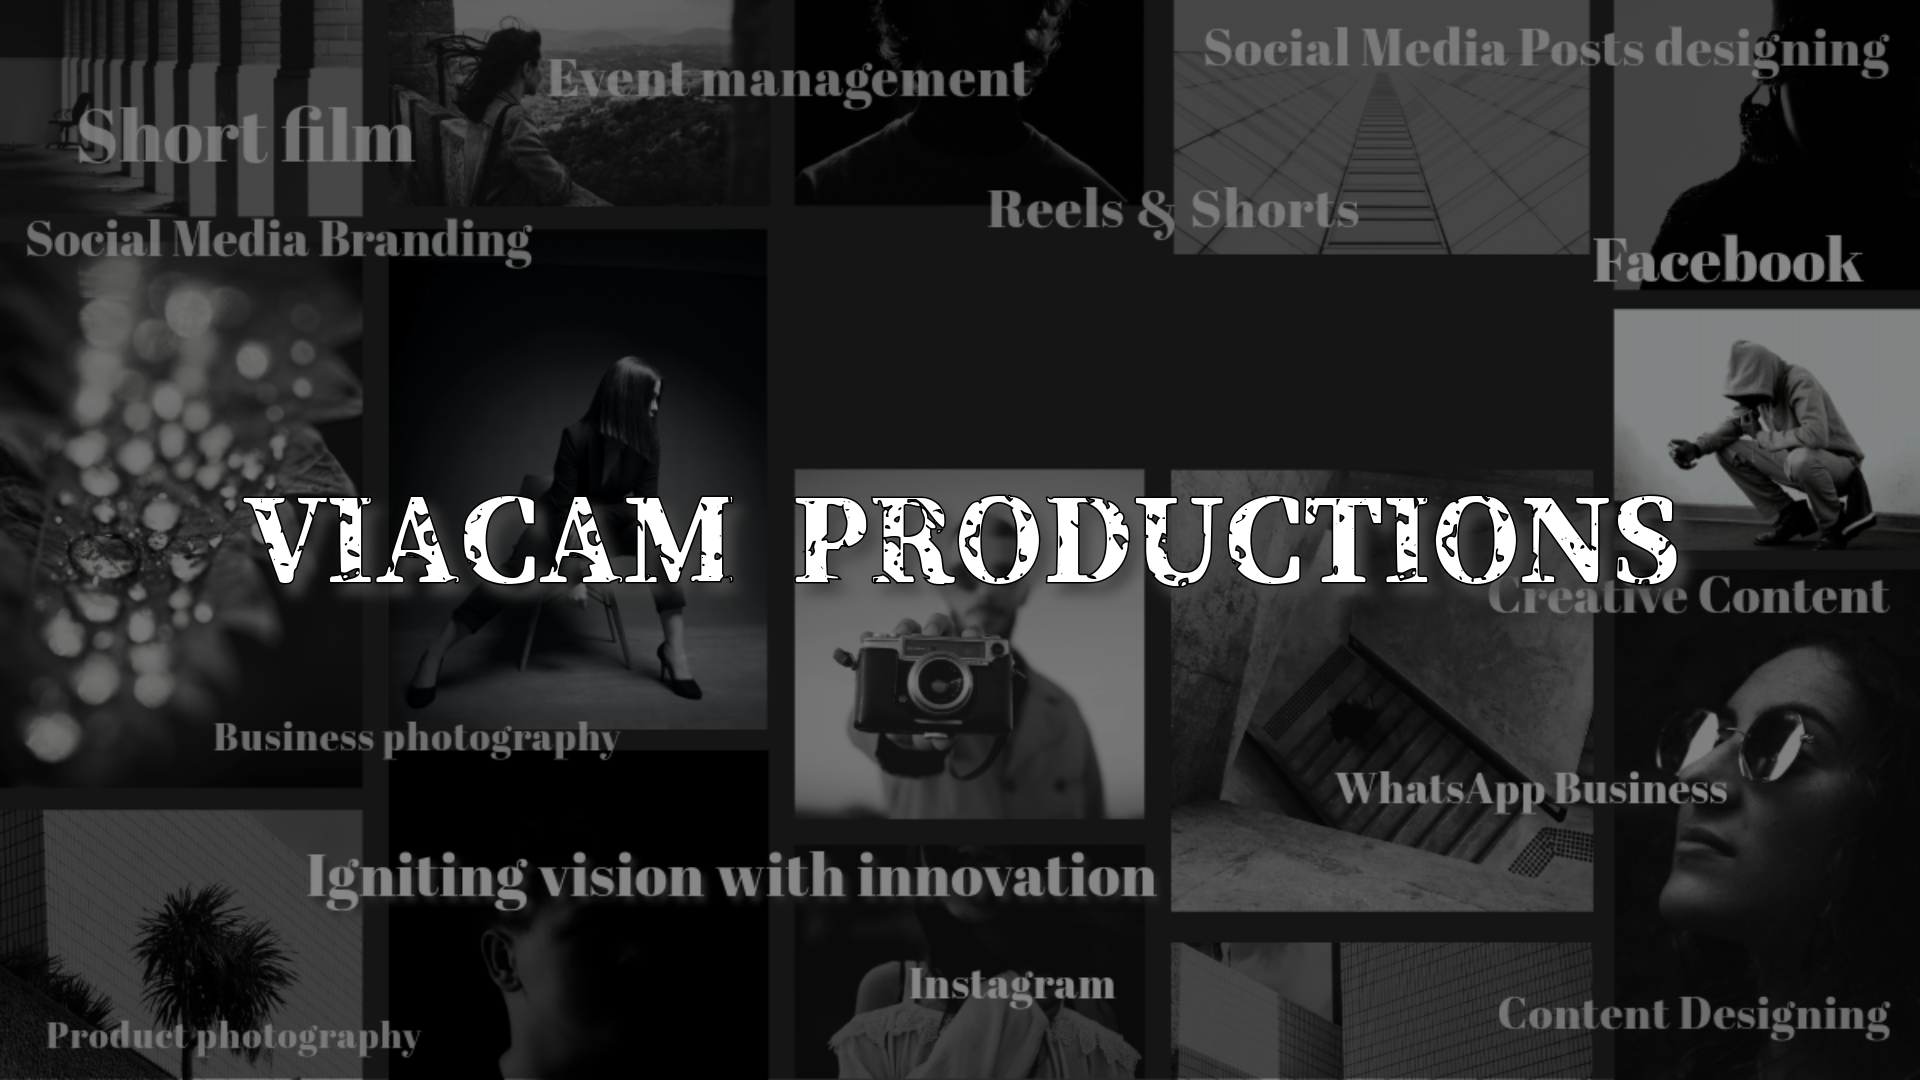 Social Media Posts designing
Event management
Short film
Reels & Shorts
Social Media Branding
Facebook
VIACAM PRODUCTIONS
Creative Content
Business photography
WhatsApp Business
Igniting vision with innovation
Instagram
Content Designing
Product photography